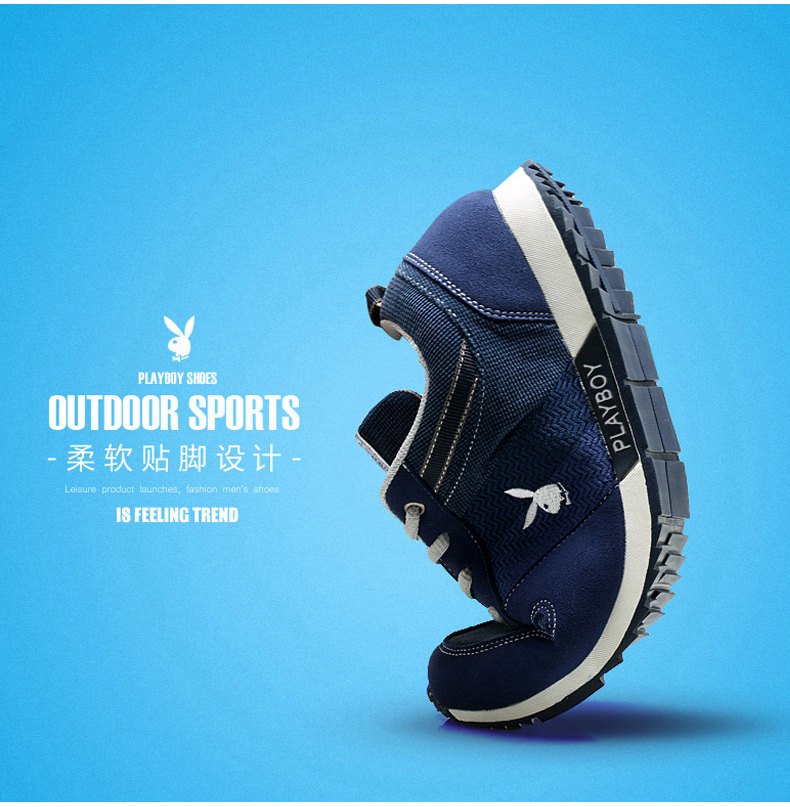 PLAYBOY SHOES
OUTDOOR SPORTS
-柔软贴脚设计-
Leisure product launches, fashion men's shoes
IS FEELING TREND
PLAYBOY